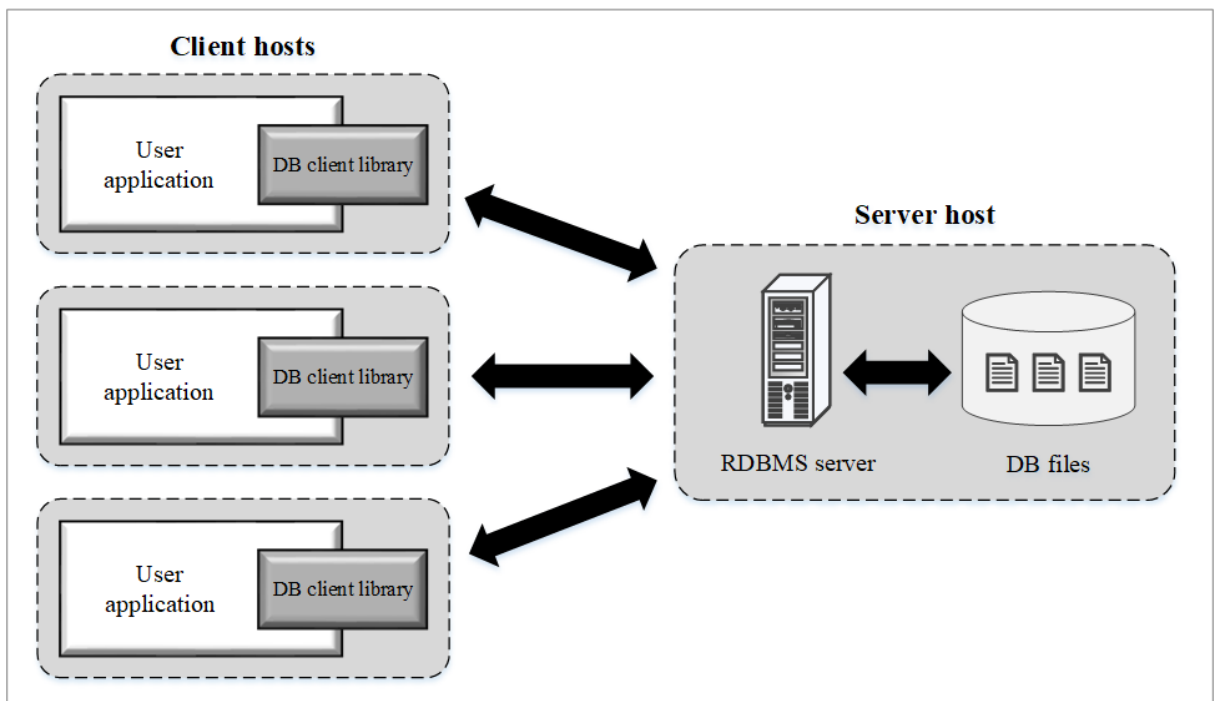 Client hosts
User
application
DB client library
User
application
DB client library
User
application
DB client library
Server host
RDBMS server
DB files